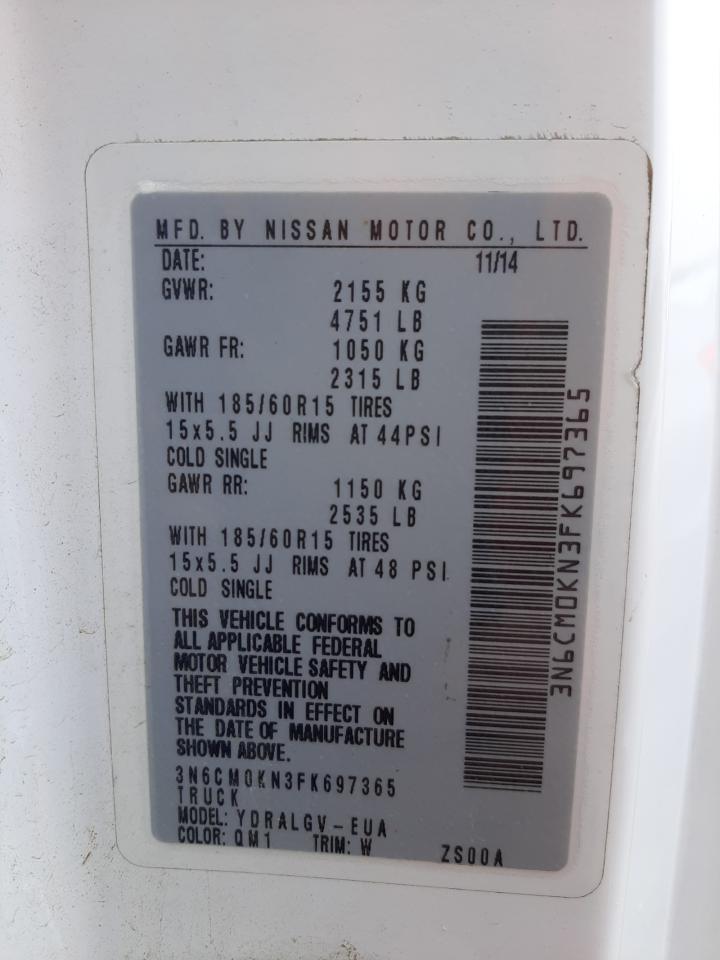 MFD. BY NISSAN MOTOR CO., LTD.
DATE: 11/14
GVWR: 2155 KG
4751 LB
GAWR FR: 1050 KG
2315 LB
WITH 185/60R15 TIRES
15x5.5 JJ RIMS AT 44PSI
COLD SINGLE
GAWR RR: 1150 KG
2535 LB
WITH 185/60R15 TIRES
15x5.5 JJ RIMS AT 48 PSI
COLD SINGLE
THIS VEHICLE CONFORMS TO
ALL APPLICABLE FEDERAL
MOTOR VEHICLE SAFETY AND
THEFT PREVENTION
STANDARDS IN EFFECT ON
THE DATE OF MANUFACTURE
SHOWN ABOVE.
3N6CM0KN3FK697365
TRUCK
MODEL: YDRALGV-EUA
COLOR: QM1 TRIM: W ZS00A
3N6CM0KN3FK697365